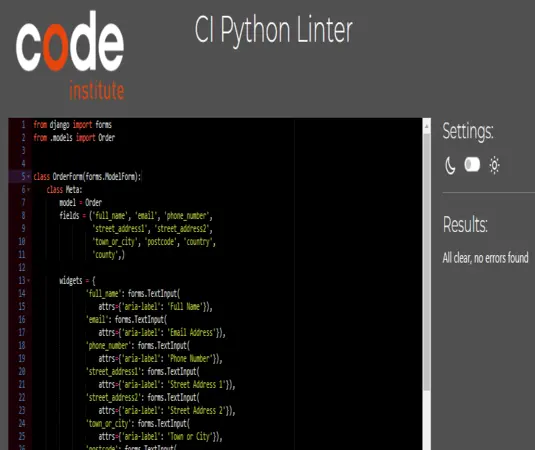 code
institute
CI Python Linter
1 from django import forms
2 from .models import Order
3
4
5 class OrderForm(forms.ModelForm):
6 class Meta:
7 model = Order
8 fields = ('full_name', 'email', 'phone_number',
9 'street_address1', 'street_address2',
10 'town_or_city', 'postcode', 'country',
11 'county',)
12
13 widgets = {
14 'full_name': forms.TextInput(
15 attrs={'aria-label': 'Full Name'}),
16 'email': forms.TextInput(
17 attrs={'aria-label': 'Email Address'}),
18 'phone_number': forms.TextInput(
19 attrs={'aria-label': 'Phone Number'}),
20 'street_address1': forms.TextInput(
21 attrs={'aria-label': 'Street Address 1'}),
22 'street_address2': forms.TextInput(
23 attrs={'aria-label': 'Street Address 2'}),
24 'town_or_city': forms.TextInput(
25 attrs={'aria-label': 'Town or City'}),
26 'postcode': forms.TextInput(
Settings:
Results:
All clear, no errors found